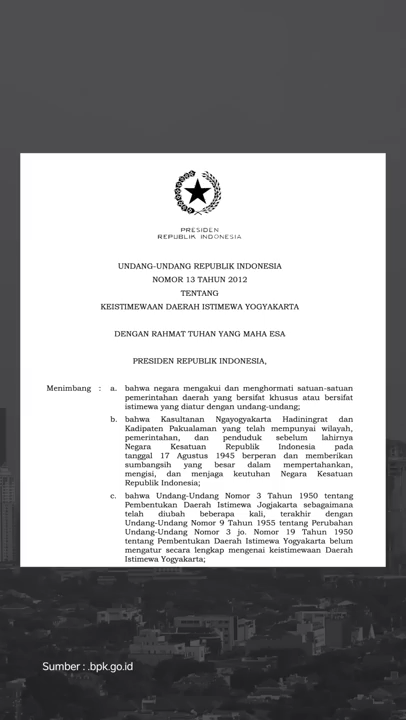 PRESIDEN
REPUBLIK INDONESIA
UNDANG-UNDANG REPUBLIK INDONESIA
NOMOR 13 TAHUN 2012
TENTANG
KEISTIMEWAAN DAERAH ISTIMEWA YOGYAKARTA
DENGAN RAHMAT TUHAN YANG MAHA ESA
PRESIDEN REPUBLIK INDONESIA,
Menimbang : a. bahwa negara mengakui dan menghormati satuan-satuan
pemerintahan daerah yang bersifat khusus atau bersifat
istimewa yang diatur dengan undang-undang;
b. bahwa Kasultanan Ngayogyakarta Hadiningrat dan
Kadipaten Pakualaman yang telah mempunyai wilayah,
pemerintahan, dan penduduk sebelum lahirnya
Negara Kesatuan Republik Indonesia pada
tanggal 17 Agustus 1945 berperan dan memberikan
sumbangsih yang besar dalam mempertahankan,
mengisi, dan menjaga keutuhan Negara Kesatuan
Republik Indonesia;
c. bahwa Undang-Undang Nomor 3 Tahun 1950 tentang
Pembentukan Daerah Istimewa Jogjakarta sebagaimana
telah diubah beberapa kali, terakhir dengan
Undang-Undang Nomor 9 Tahun 1955 tentang Perubahan
Undang-Undang Nomor 3 jo. Nomor 19 Tahun 1950
tentang Pembentukan Daerah Istimewa Yogyakarta belum
mengatur secara lengkap mengenai keistimewaan Daerah
Istimewa Yogyakarta;
Sumber : .bpk.go.id